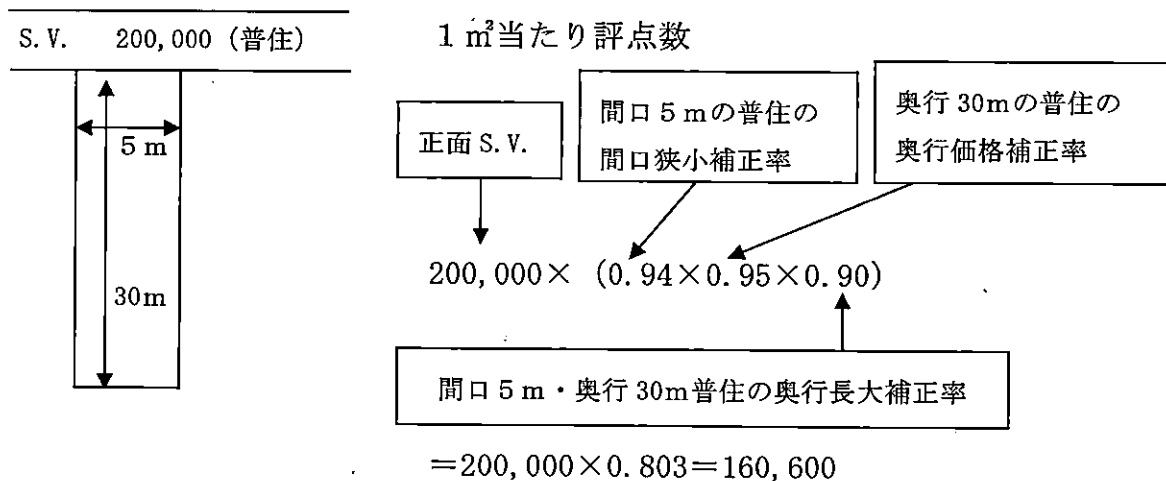 S.V. 200,000 (普住)
5m
30m
1㎡当たり評点数
正面 S.V.
間口5mの普住の
間口狭小補正率
奥行30mの普住の
奥行価格補正率
200,000×(0.94×0.95×0.90)
間口5m・奥行30m普住の奥行長大補正率
=200,000×0.803=160,600